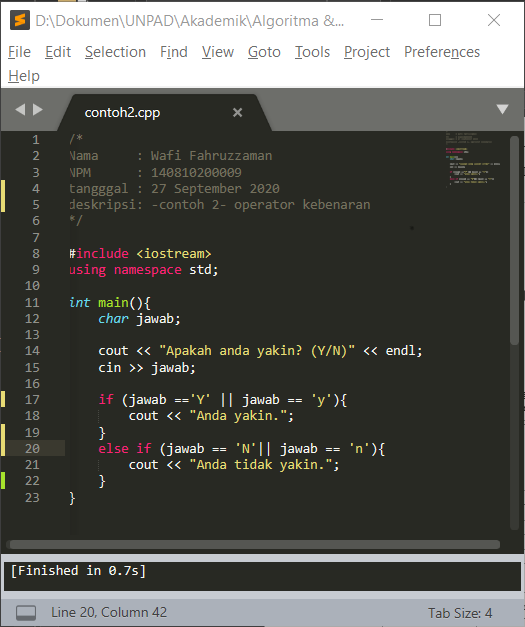 D:\Dokumen\UNPAD\Akademik\Algoritma &...
File Edit Selection Find View Goto Tools Project Preferences
Help
contoh2.cpp
1 /*
2 Nama     : Wafi Fahruzzaman
3 NPM      : 140810200009
4 tangggal : 27 September 2020
5 deskripsi: -contoh 2- operator kebenaran
6 */
7
8 #include <iostream>
9 using namespace std;
10
11 int main(){
12     char jawab;
13
14     cout << "Apakah anda yakin? (Y/N)" << endl;
15     cin >> jawab;
16
17     if (jawab =='Y' || jawab == 'y'){
18         cout << "Anda yakin.";
19     }
20     else if (jawab == 'N'|| jawab == 'n'){
21         cout << "Anda tidak yakin.";
22     }
23 }
[Finished in 0.7s]
Line 20, Column 42 Tab Size: 4